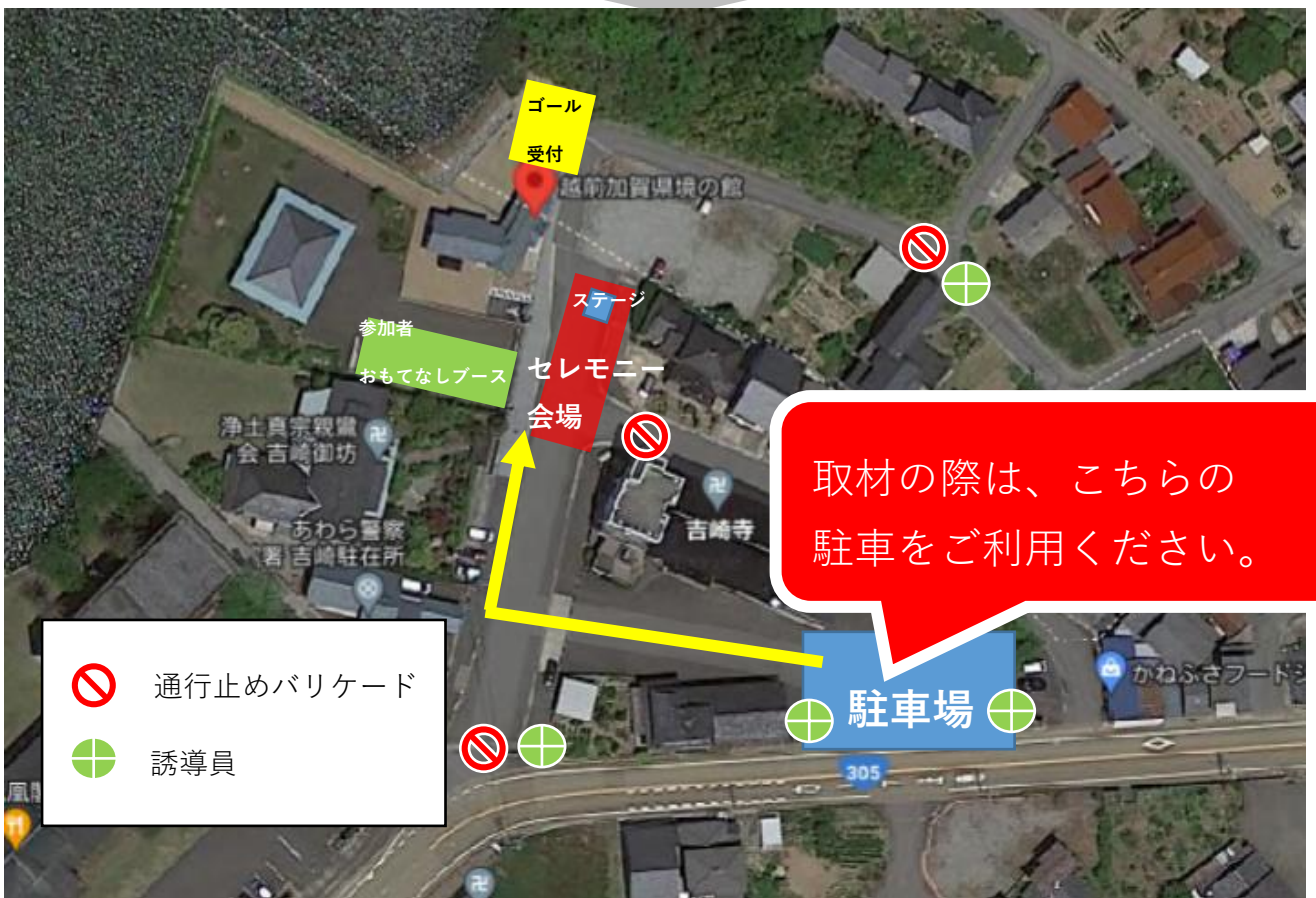 ゴール
受付
越前加賀県境の館
ステージ
参加者
おもてなしブース
セレモニー
会場
浄土真宗親鸞
会 吉崎御坊
吉崎寺
あわら警察
署 吉崎駐在所
取材の際は、こちらの
駐車をご利用ください。
通行止めバリケード
誘導員
駐車場
かねふさフード
305